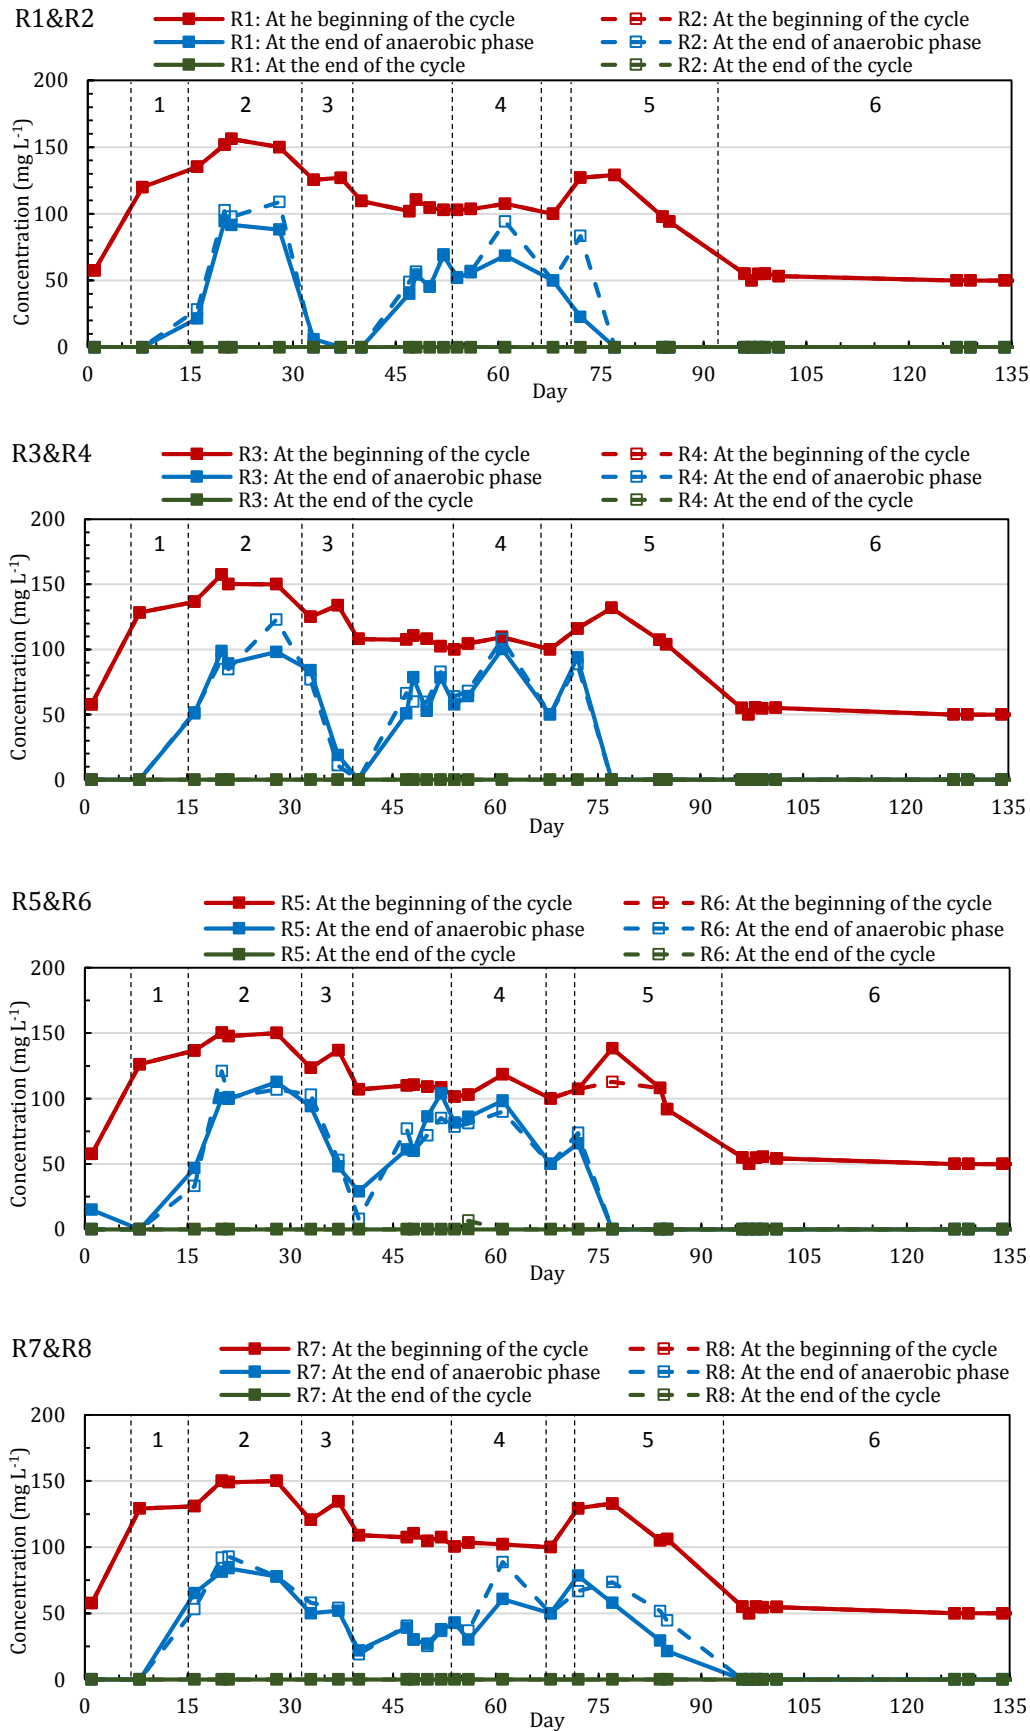 R1&R2
R1: At he beginning of the cycle
R2: At the beginning of the cycle
R1: At the end of anaerobic phase
R2: At the end of anaerobic phase
R1: At the end of the cycle
R2: At the end of the cycle
Concentration (mg L-1)
200
150
100
50
0
1 2 3 4 5 6
0 15 30 45 60 75 90 105 120 135
Day
R3&R4
R3: At the beginning of the cycle
R4: At the beginning of the cycle
R3: At the end of anaerobic phase
R4: At the end of anaerobic phase
R3: At the end of the cycle
R4: At the end of the cycle
Concentration (mg L-1)
200
150
100
50
0
1 2 3 4 5 6
0 15 30 45 60 75 90 105 120 135
Day
R5&R6
R5: At the beginning of the cycle
R6: At the beginning of the cycle
R5: At the end of anaerobic phase
R6: At the end of anaerobic phase
R5: At the end of the cycle
R6: At the end of the cycle
Concentration (mg L-1)
200
150
100
50
0
1 2 3 4 5 6
0 15 30 45 60 75 90 105 120 135
Day
R7&R8
R7: At the beginning of the cycle
R8: At the beginning of the cycle
R7: At the end of anaerobic phase
R8: At the end of anaerobic phase
R7: At the end of the cycle
R8: At the end of the cycle
Concentration (mg L-1)
200
150
100
50
0
1 2 3 4 5 6
0 15 30 45 60 75 90 105 120 135
Day